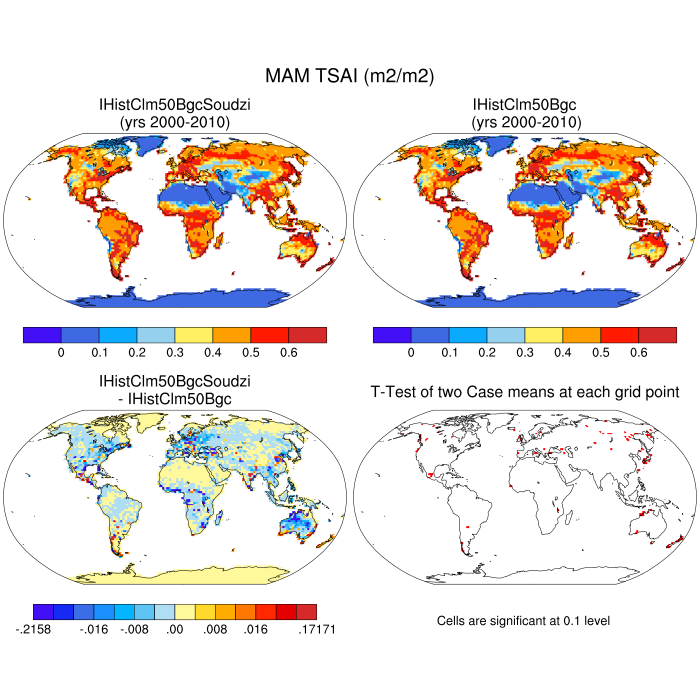 MAM TSAI (m2/m2)
IHistClm50BgcSoudzi
(yrs 2000-2010)
IHistClm50Bgc
(yrs 2000-2010)
0 0.1 0.2 0.3 0.4 0.5 0.6
0 0.1 0.2 0.3 0.4 0.5 0.6
IHistClm50BgcSoudzi
- IHistClm50Bgc
T-Test of two Case means at each grid point
-.2158 -.016 -.008 .00 .008 .016 .17171
Cells are significant at 0.1 level